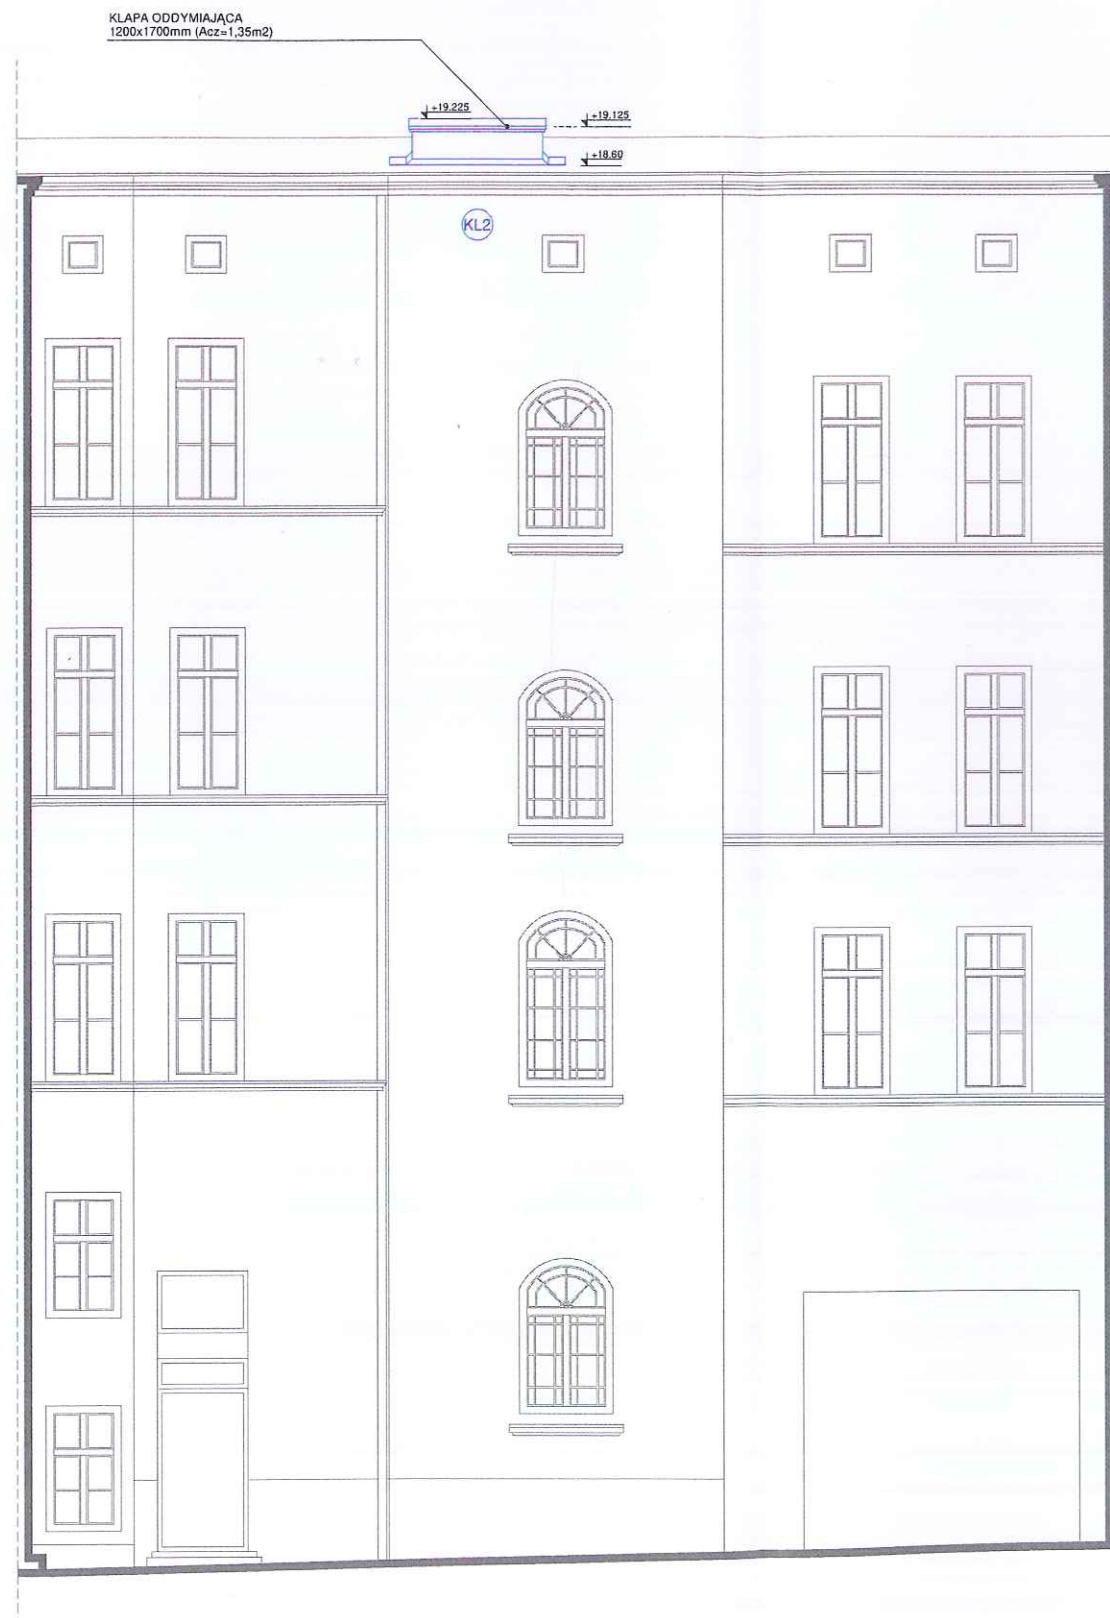 KLAPA ODDYMIAJĄCA
1200x1700mm (Acz=1,35m2)
+19.225
+19.125
+18.60
KL2